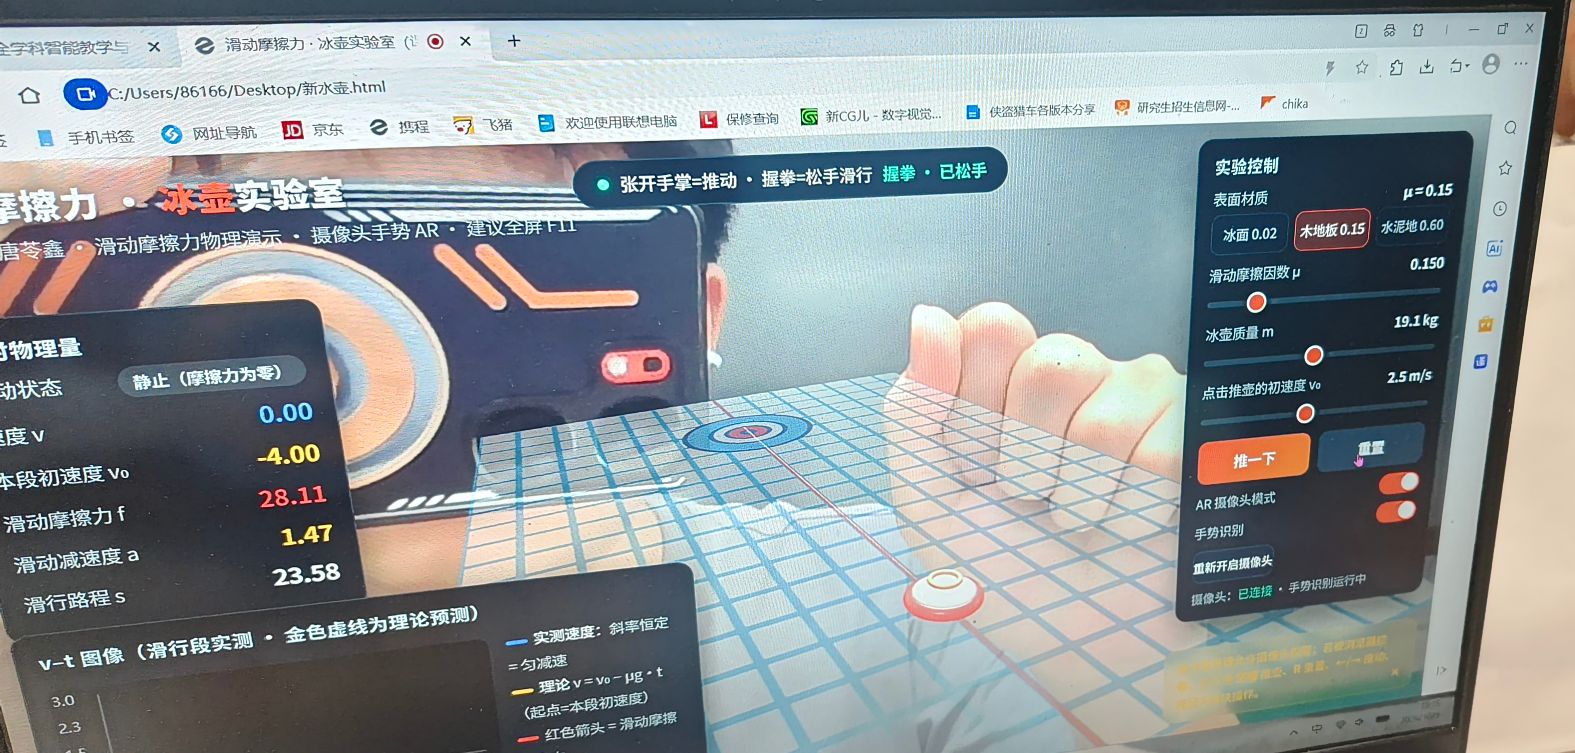 全学科智能教学与
滑动摩擦力 · 冰壶实验室
C:/Users/86166/Desktop/新水壶.html
手机书签
网址导航
JD 京东
携程
飞猪
欢迎使用联想电脑
L 保修查询
新CGJL - 数字视觉...
侠盗猎车各版本分享
研究生招生信息网-...
chika
摩擦力 · 冰壶实验室
唐苓鑫 · 滑动摩擦力物理演示 · 摄像头手势 AR · 建议全屏 F11
张开手掌=推动 · 握拳=松手滑行 握拳 · 已松手
时物理量
动状态 静止（摩擦力为零）
速度 v 0.00
本段初速度 v₀ -4.00
滑动摩擦力 f 28.11
滑动减速度 a 1.47
滑行路程 s 23.58
v-t 图像（滑行段实测 · 金色虚线为理论预测）
3.0
2.3
1.5
实测速度：斜率恒定
=匀减速
理论 v = v₀ − μg · t
（起点=本段初速度）
红色箭头 = 滑动摩擦
实验控制
表面材质 μ=0.15
冰面 0.02 木地板 0.15 水泥地 0.60
滑动摩擦因数 μ 0.150
冰壶质量 m 19.1 kg
点击推壶的初速度 v₀ 2.5 m/s
推一下 重置
AR 摄像头模式
手势识别
重新开启摄像头
摄像头：已连接 · 手势识别运行中
AI